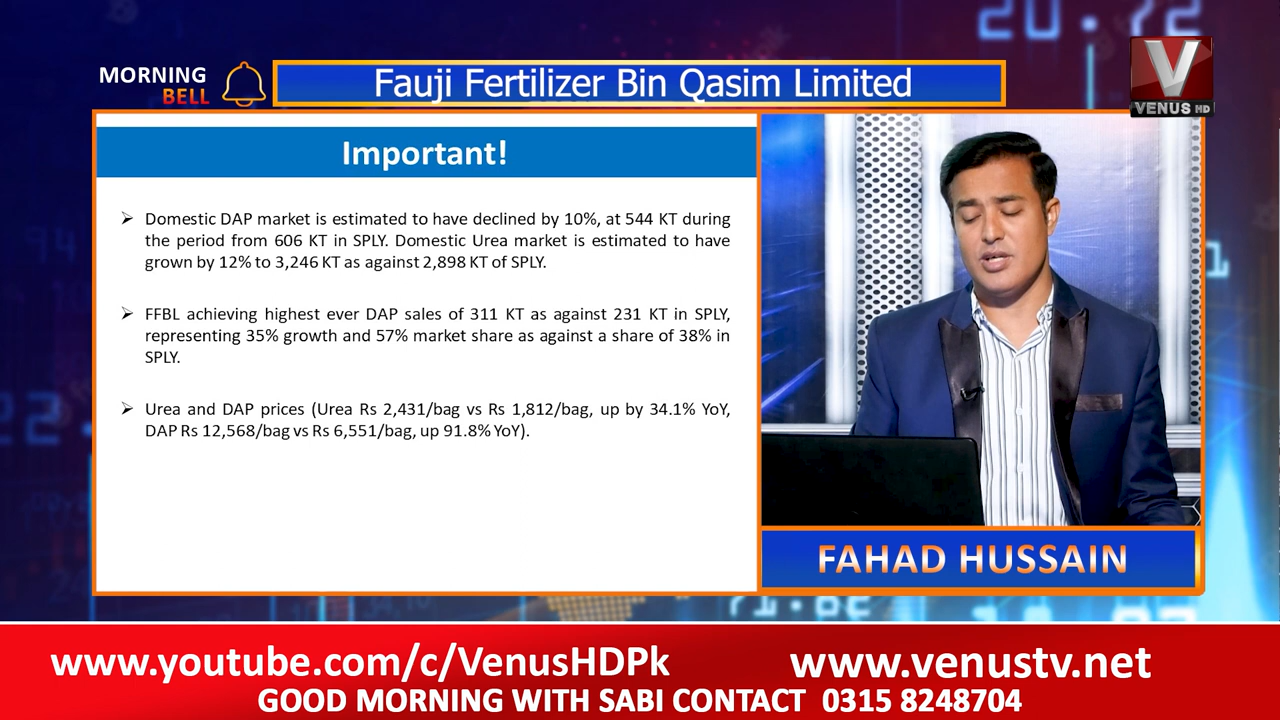 MORNING
BELL
Fauji Fertilizer Bin Qasim Limited
VENUS HD
Important!
➢ Domestic DAP market is estimated to have declined by 10%, at 544 KT during
the period from 606 KT in SPLY. Domestic Urea market is estimated to have
grown by 12% to 3,246 KT as against 2,898 KT of SPLY.
➢ FFBL achieving highest ever DAP sales of 311 KT as against 231 KT in SPLY,
representing 35% growth and 57% market share as against a share of 38% in
SPLY.
➢ Urea and DAP prices (Urea Rs 2,431/bag vs Rs 1,812/bag, up by 34.1% YoY,
DAP Rs 12,568/bag vs Rs 6,551/bag, up 91.8% YoY).
FAHAD HUSSAIN
www.youtube.com/c/VenusHDPk
www.venustv.net
GOOD MORNING WITH SABI CONTACT 0315 8248704
20.72